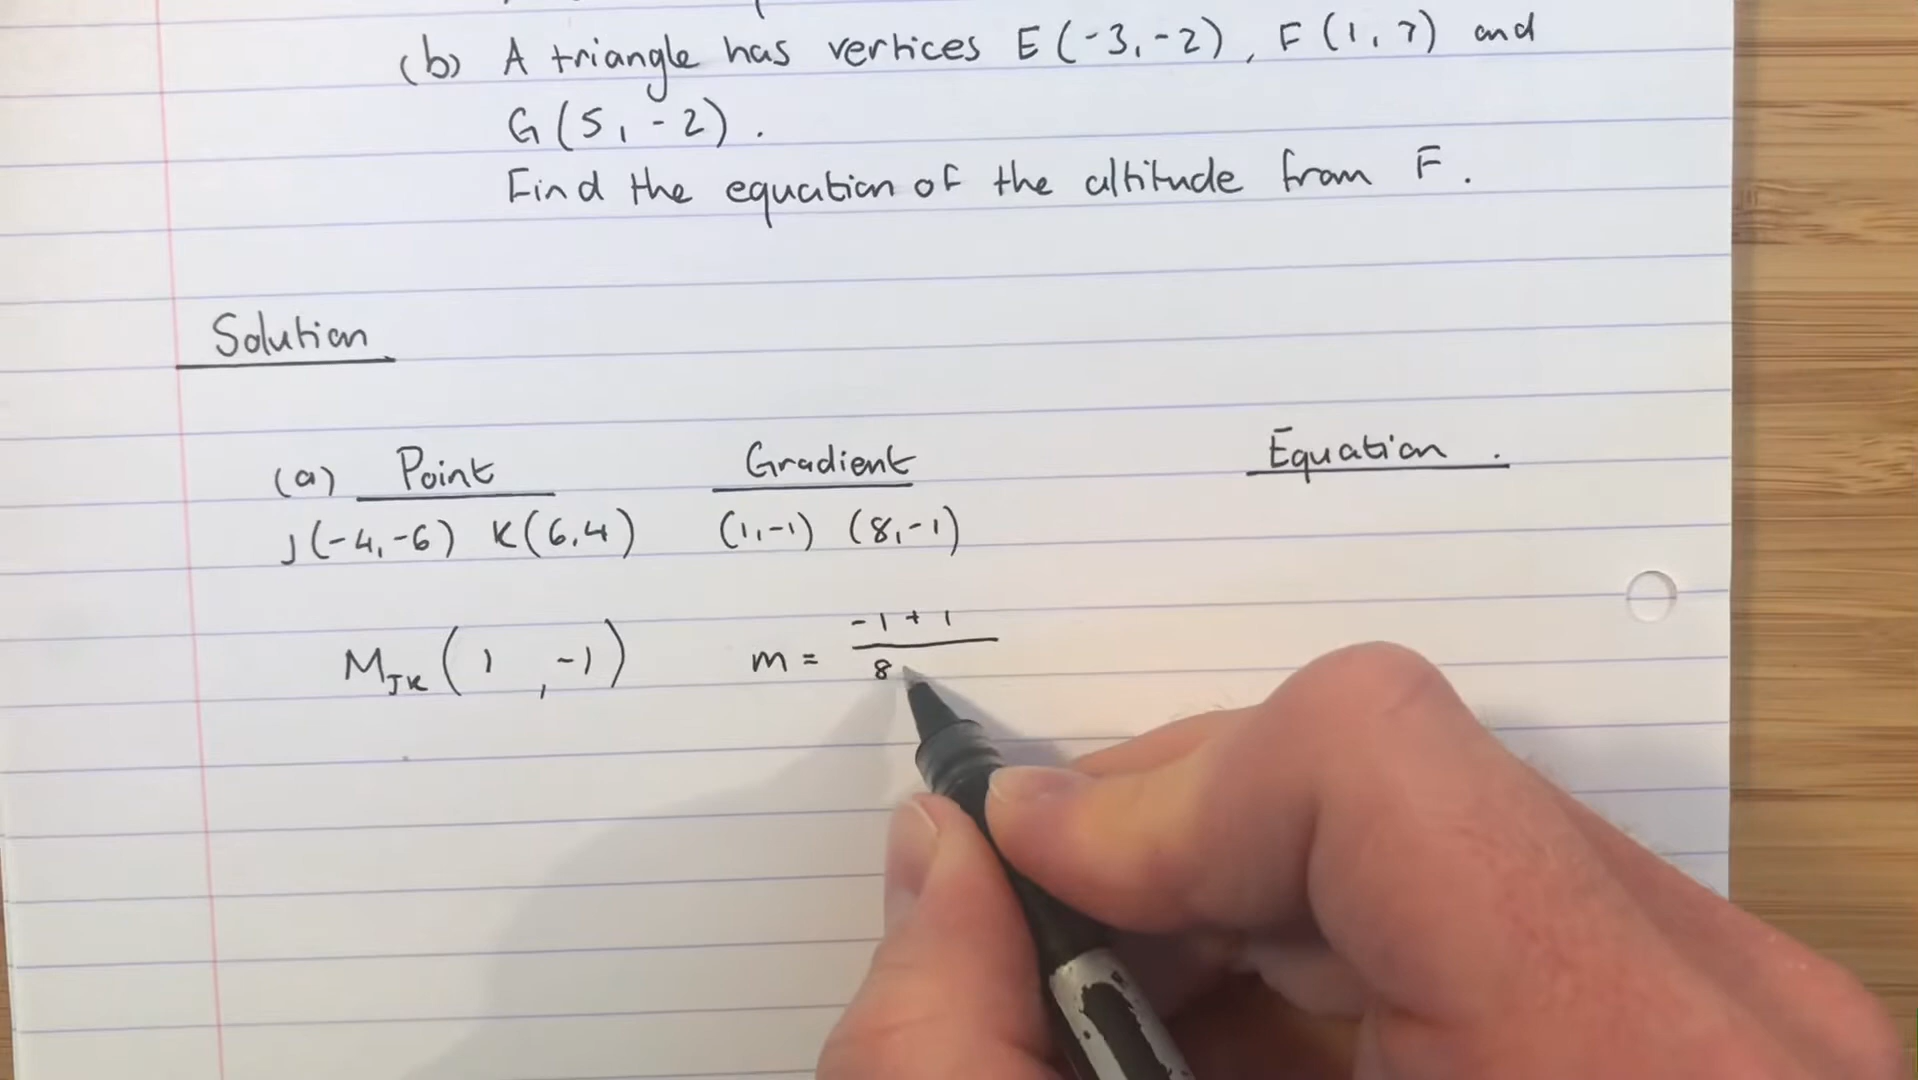 (b) A triangle has vertices E(-3,-2), F(1,7) and
G(5,-2).
Find the equation of the altitude from F.
Solution
(a) Point Gradient Equation.
J(-4,-6) K(6,4) (1,-1) (8,-1)
M_JK (1, -1) m = -1 + 1
8